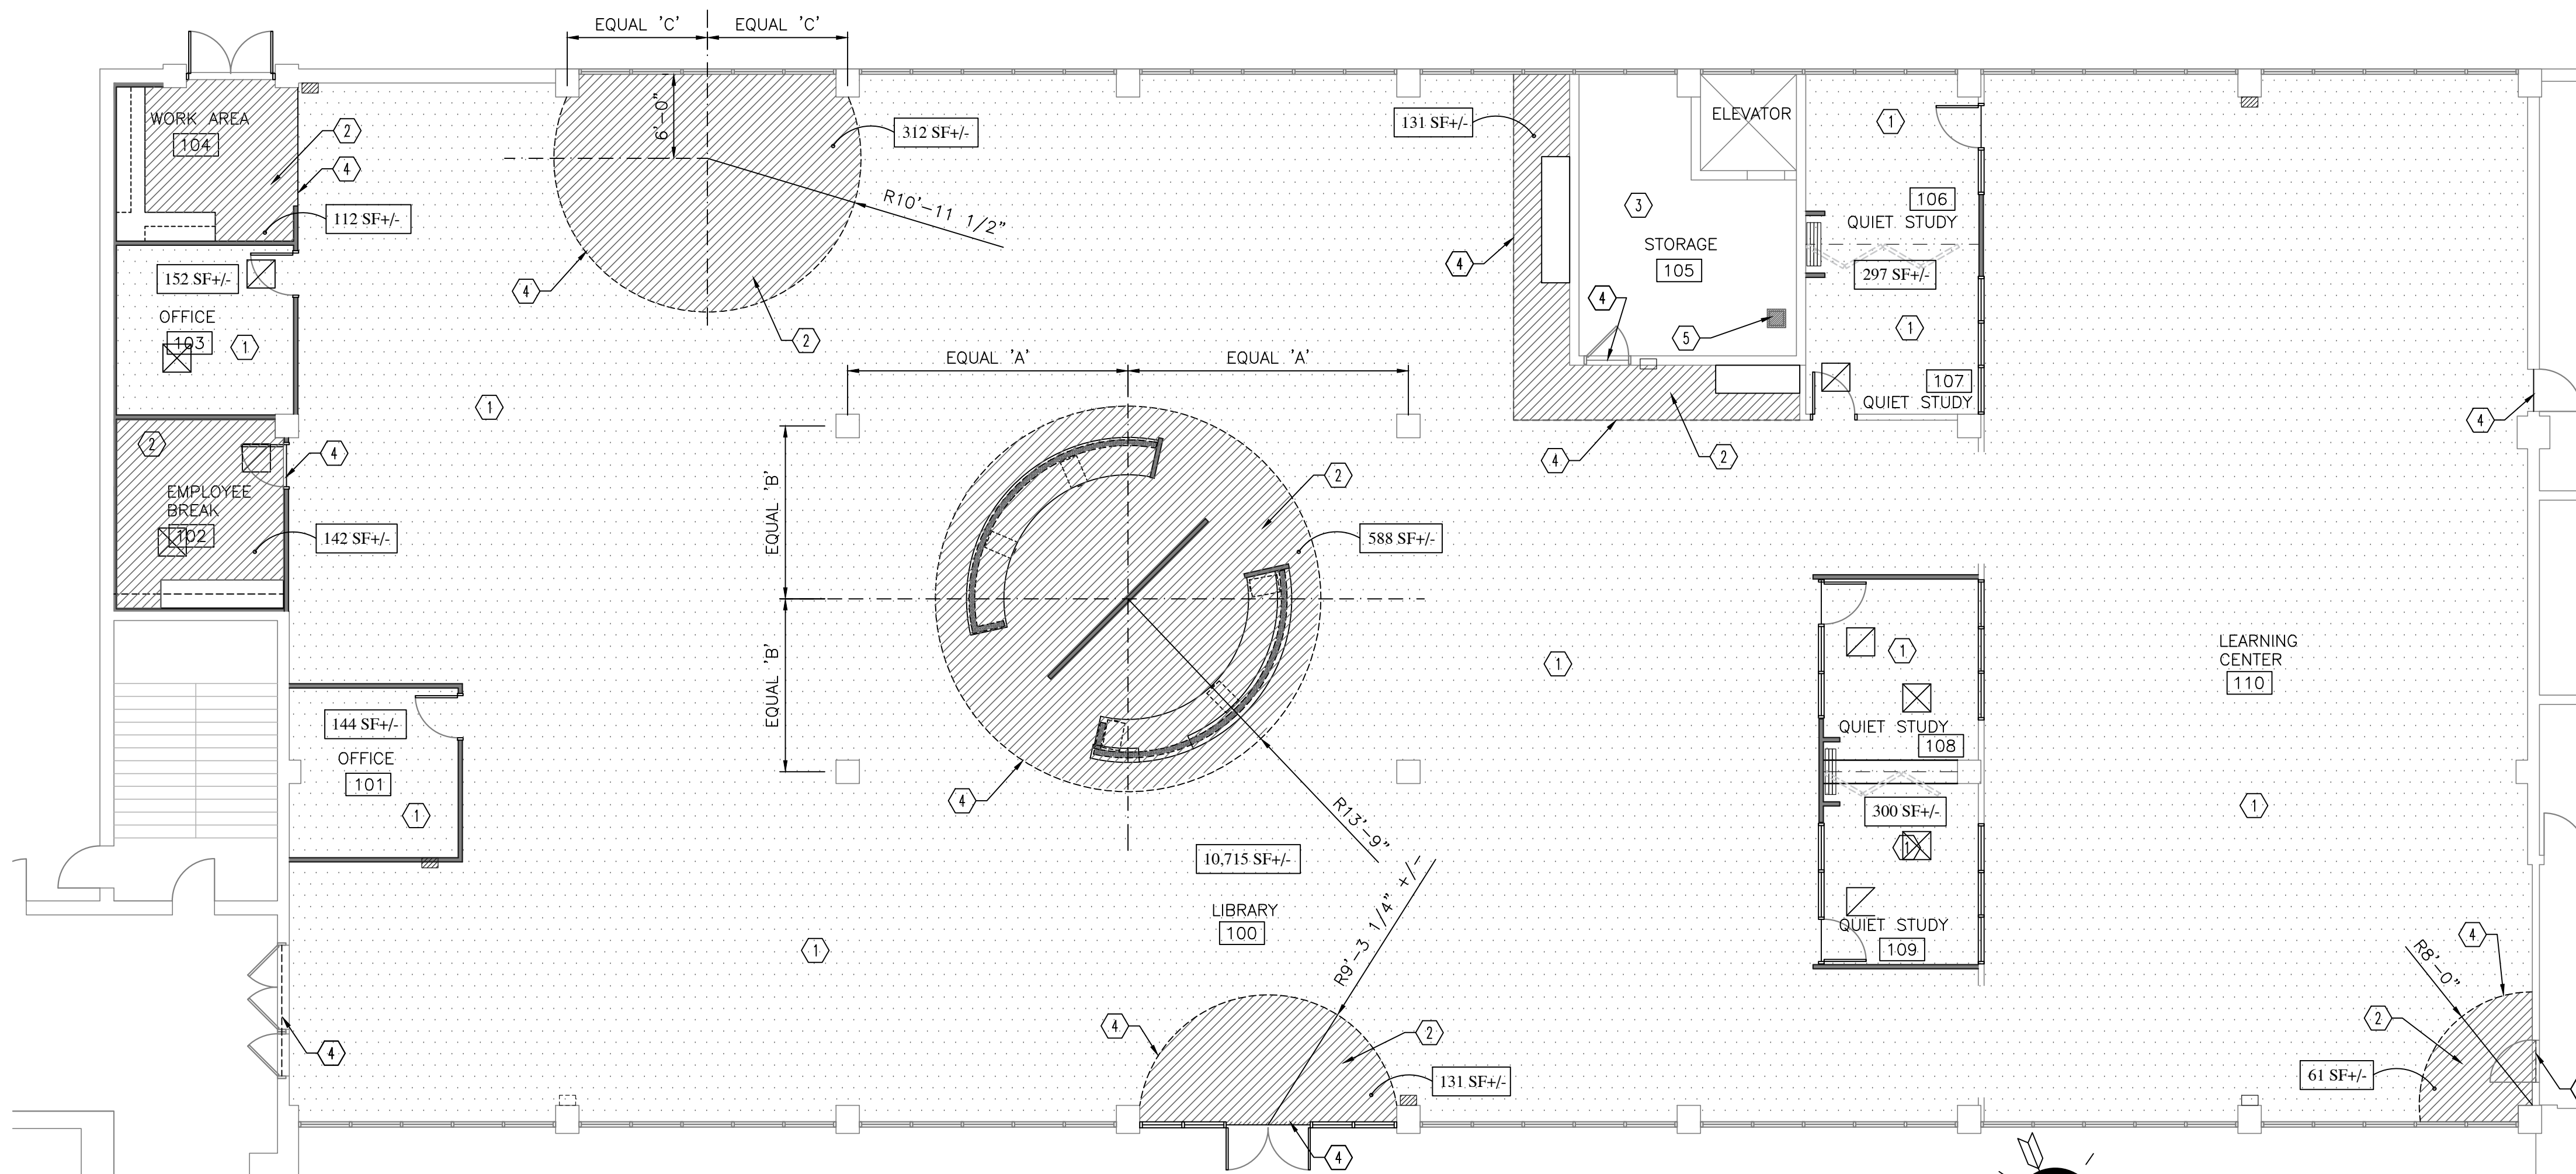 EQUAL 'C'
EQUAL 'C'
6'-0"
312 SF+/-
R10'-11 1/2"
4
2
WORK AREA
104
2
4
112 SF+/-
152 SF+/-
OFFICE
103
1
2
4
EMPLOYEE
BREAK
102
142 SF+/-
144 SF+/-
OFFICE
101
1
4
1
1
EQUAL 'A'
EQUAL 'A'
EQUAL 'B'
EQUAL 'B'
2
588 SF+/-
4
R13'-9"
10,715 SF+/-
LIBRARY
100
R9'-3 1/4" +/-
4
2
131 SF+/-
4
131 SF+/-
4
3
STORAGE
105
4
5
4
2
ELEVATOR
1
106
QUIET STUDY
297 SF+/-
1
107
QUIET STUDY
1
1
QUIET STUDY
108
300 SF+/-
1
QUIET STUDY
109
LEARNING
CENTER
110
1
4
4
R8'-0"
2
61 SF+/-